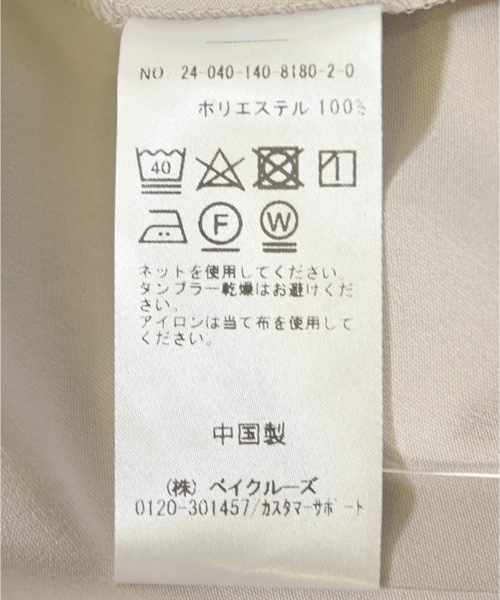 NO. 24-040-140-8180-2-0
ポリエステル 100%
40
F
W
ネットを使用してください。
タンブラー乾燥はお避けくだ
さい。
アイロンは当て布を使用して
ください。
中国製
(株) ベイクルーズ
0120-301457/カスタマーサポート